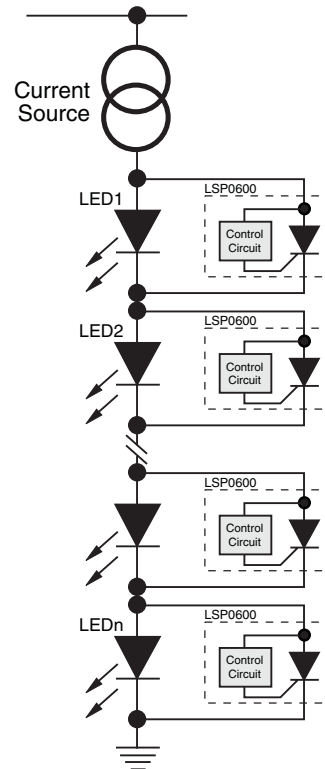 Current
Source
LSP0600
LED1
Control
Circuit
LSP0600
LED2
Control
Circuit
LSP0600
Control
Circuit
LSP0600
LEDn
Control
Circuit